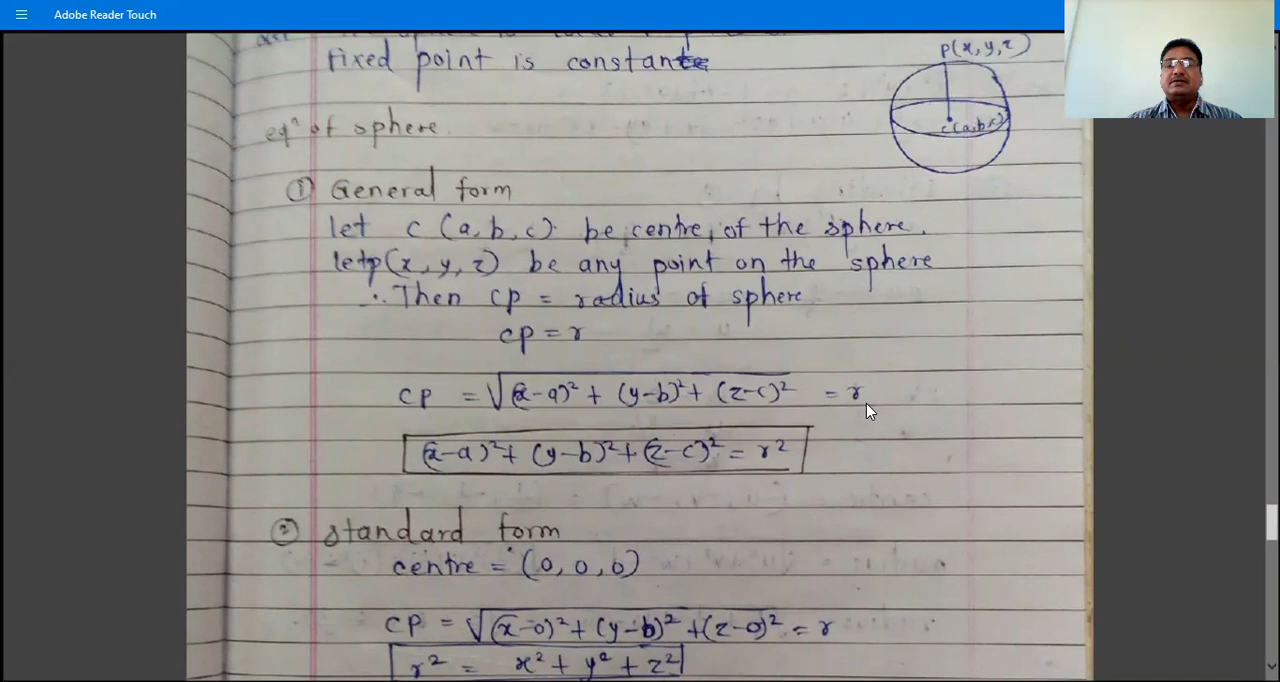 Adobe Reader Touch
fixed point is constant
P(x, y, z)
c(a,b,c)
eqⁿ of sphere.
① General form
let c (a, b, c). be centre, of the sphere.
let p(x, y, z) be any point on the sphere
∴ Then cp = radius of sphere
cp = r
cp = √(x-a)² + (y-b)² + (z-c)² = r
(x-a)² + (y-b)² + (z-c)² = r²
② standard form
centre = (0, 0, 0)
cp = √(x-0)² + (y-0)² + (z-0)² = r
r² = x² + y² + z²